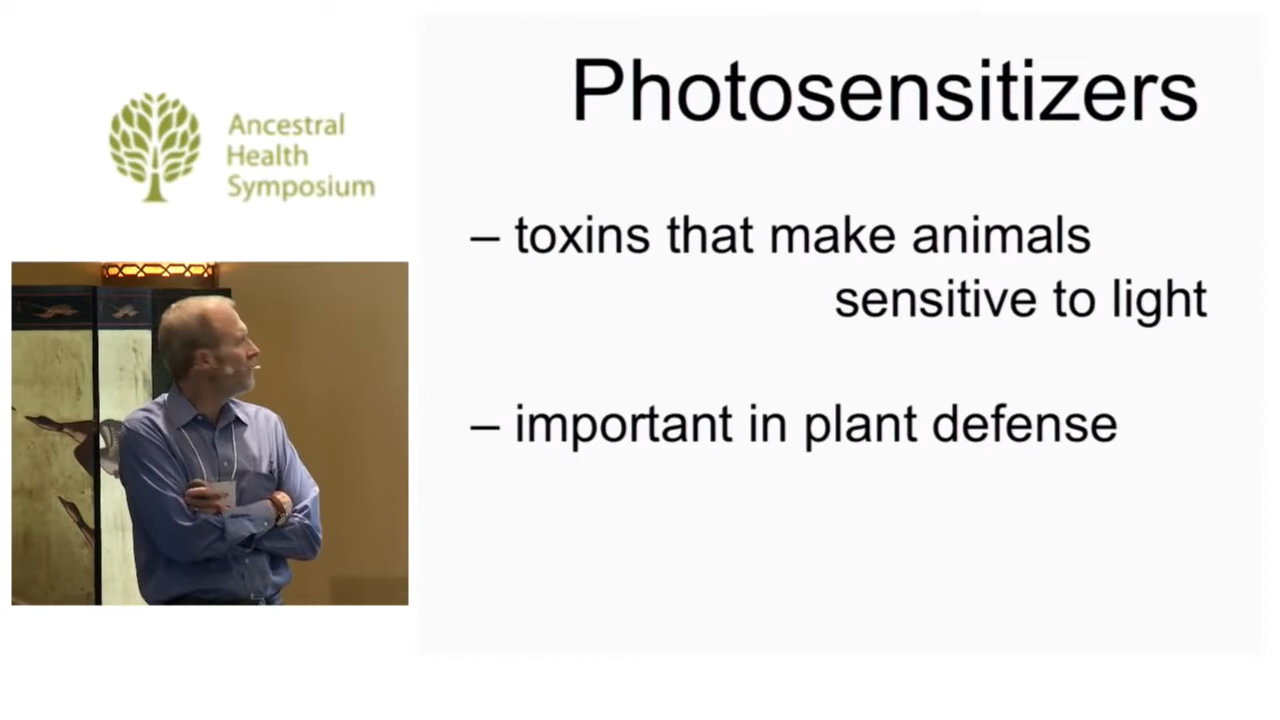 Ancestral
Health
Symposium
Photosensitizers
– toxins that make animals
sensitive to light
– important in plant defense